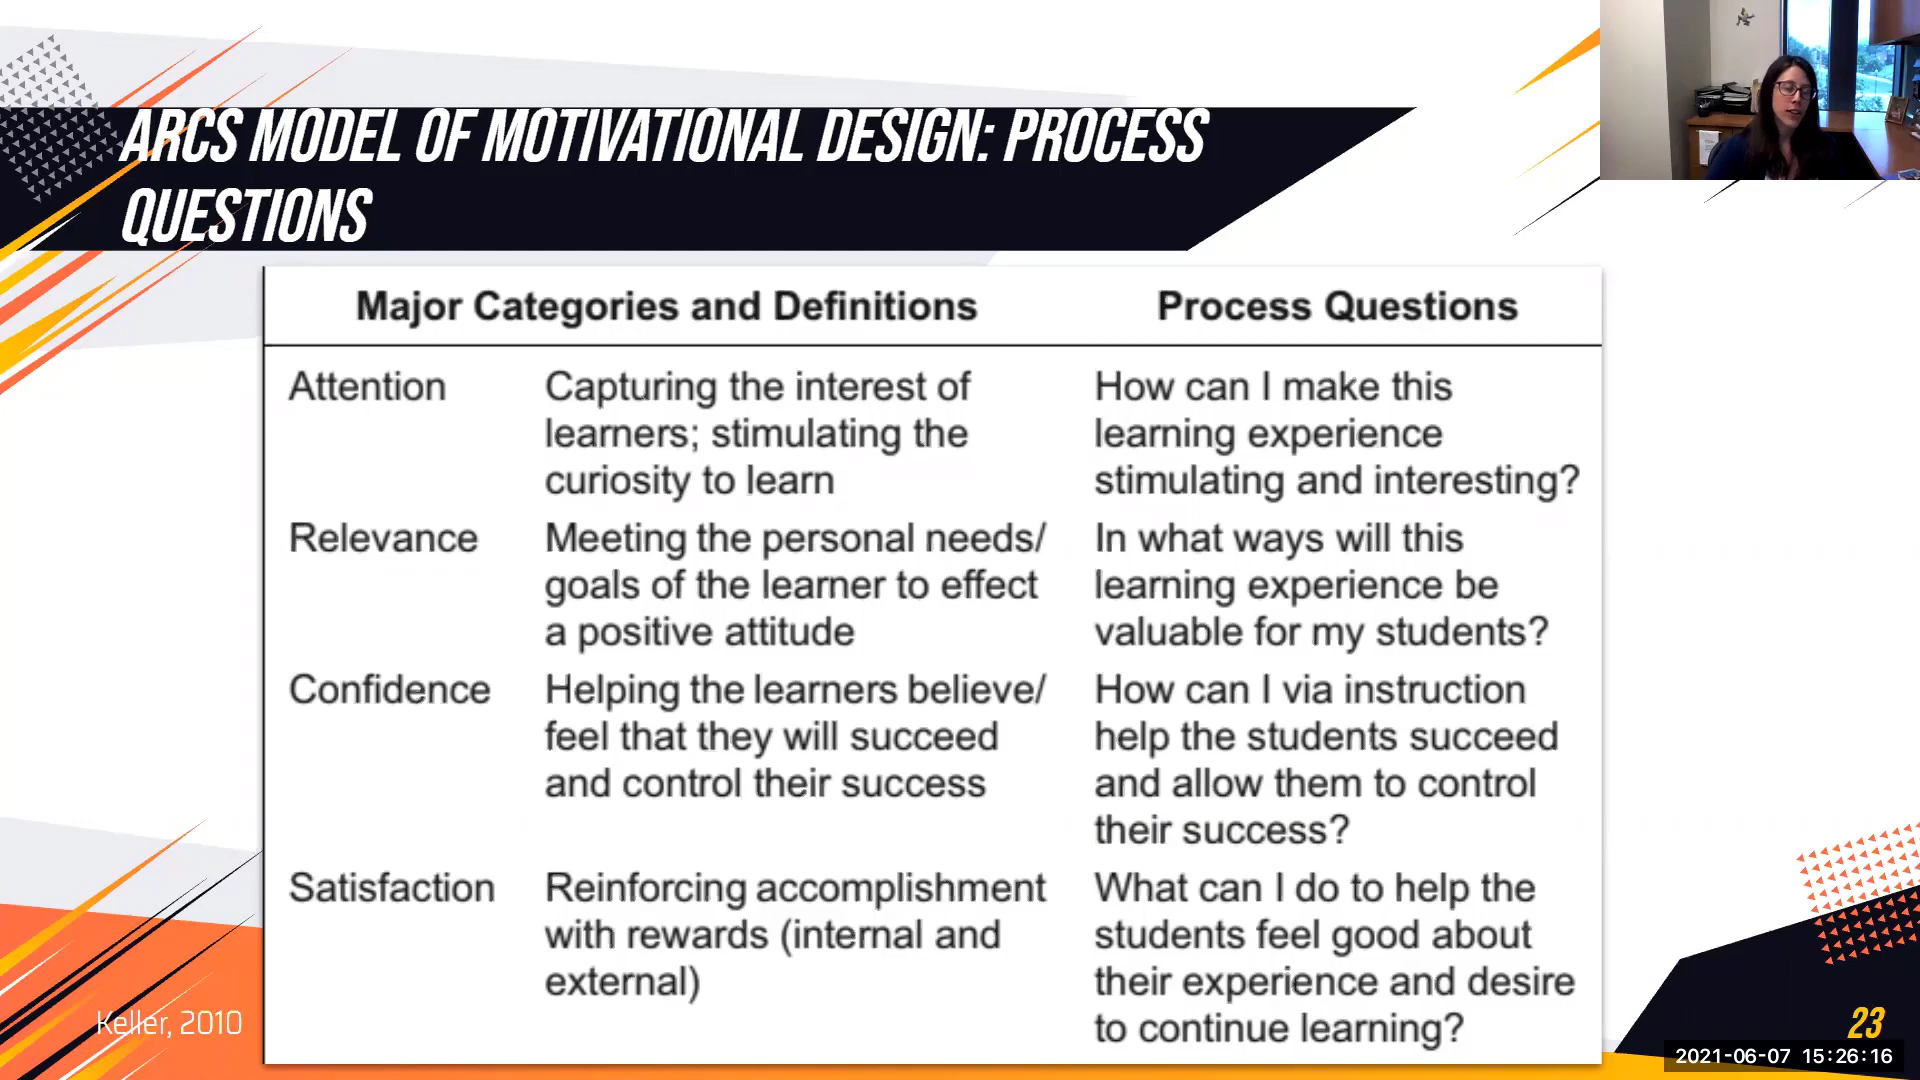 ARCS MODEL OF MOTIVATIONAL DESIGN: PROCESS
QUESTIONS
Major Categories and Definitions
Process Questions
Attention
Capturing the interest of
learners; stimulating the
curiosity to learn
How can I make this
learning experience
stimulating and interesting?
Relevance
Meeting the personal needs/
goals of the learner to effect
a positive attitude
In what ways will this
learning experience be
valuable for my students?
Confidence
Helping the learners believe/
feel that they will succeed
and control their success
How can I via instruction
help the students succeed
and allow them to control
their success?
Satisfaction
Reinforcing accomplishment
with rewards (internal and
external)
What can I do to help the
students feel good about
their experience and desire
to continue learning?
Keller, 2010
23
2021-06-07 15:26:16